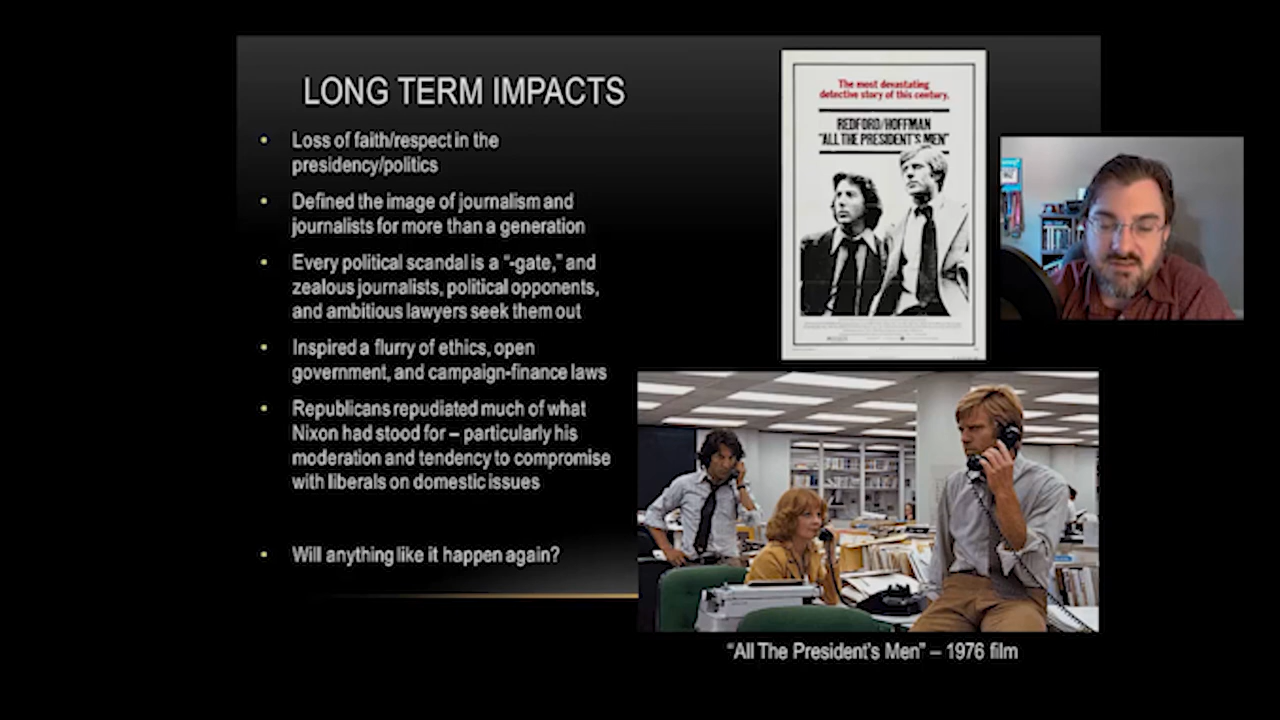 LONG TERM IMPACTS
• Loss of faith/respect in the
presidency/politics
• Defined the image of journalism and
journalists for more than a generation
• Every political scandal is a “-gate,” and
zealous journalists, political opponents,
and ambitious lawyers seek them out
• Inspired a flurry of ethics, open
government, and campaign-finance laws
• Republicans repudiated much of what
Nixon had stood for – particularly his
moderation and tendency to compromise
with liberals on domestic issues
• Will anything like it happen again?
The most devastating
detective story of this century.
REDFORD/HOFFMAN
"ALL THE PRESIDENT'S MEN"
“All The President’s Men” – 1976 film